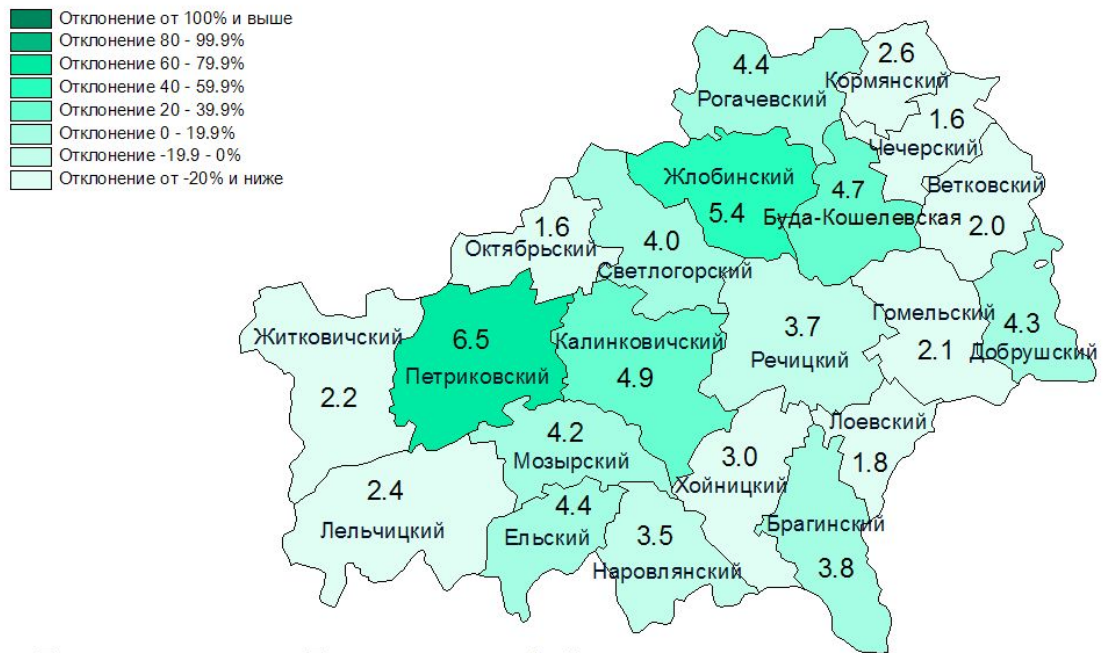 Отклонение от 100% и выше
Отклонение 80 - 99.9%
Отклонение 60 - 79.9%
Отклонение 40 - 59.9%
Отклонение 20 - 39.9%
Отклонение 0 - 19.9%
Отклонение -19.9 - 0%
Отклонение от -20% и ниже
4.4
Рогачевский
2.6
Кормянский
1.6
Чечерский
Жлобинский
5.4
4.7
Буда-Кошелевская
Ветковский
2.0
1.6
Октябрьский
4.0
Светлогорский
Житковичский
2.2
6.5
Петриковский
Калинковичский
4.9
3.7
Речицкий
Гомельский
2.1
4.3
Добрушский
4.2
Мозырский
3.0
Хойницкий
Лоевский
1.8
2.4
Лельчицкий
4.4
Ельский
3.5
Наровлянский
Брагинский
3.8